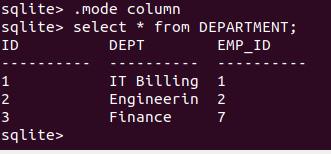 sqlite> .mode column
sqlite> select * from DEPARTMENT;
ID          DEPT        EMP_ID
----------  ----------  ----------
1           IT Billing  1
2           Engineerin  2
3           Finance     7
sqlite>